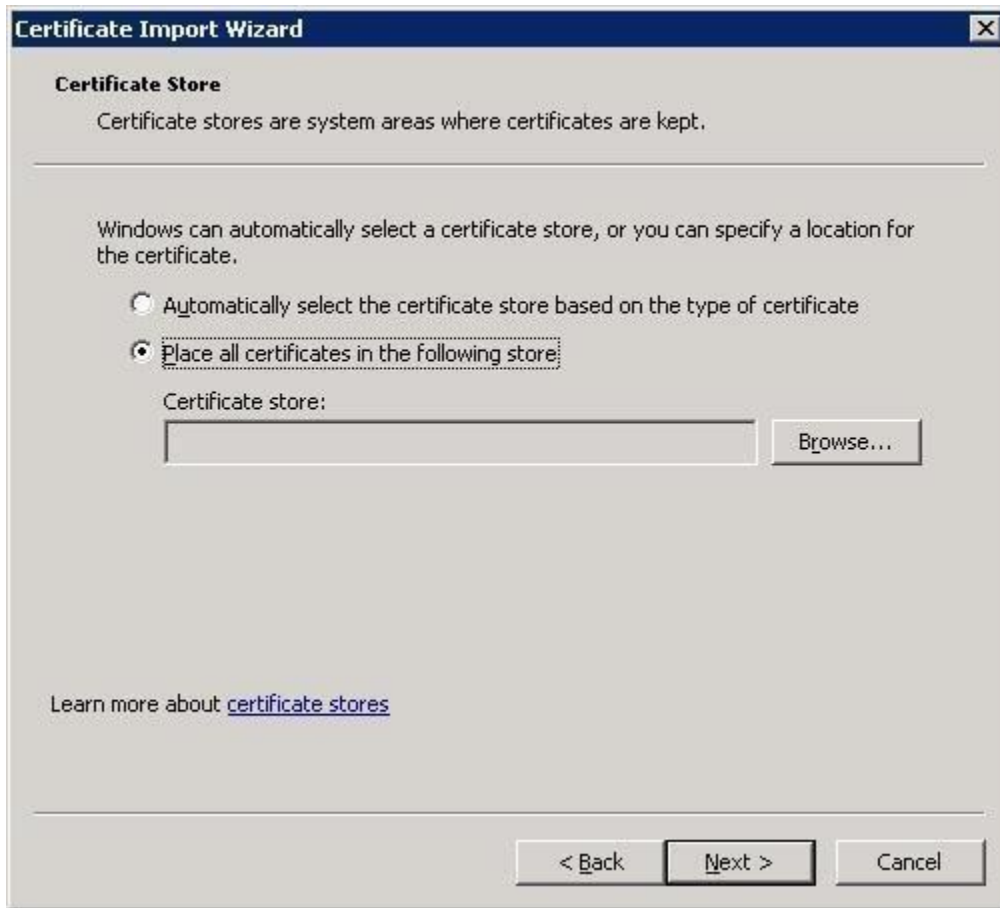 Certificate Import Wizard
Certificate Store
Certificate stores are system areas where certificates are kept.
Windows can automatically select a certificate store, or you can specify a location for
the certificate.
Automatically select the certificate store based on the type of certificate
Place all certificates in the following store
Certificate store:
Browse...
Learn more about certificate stores
< Back
Next >
Cancel